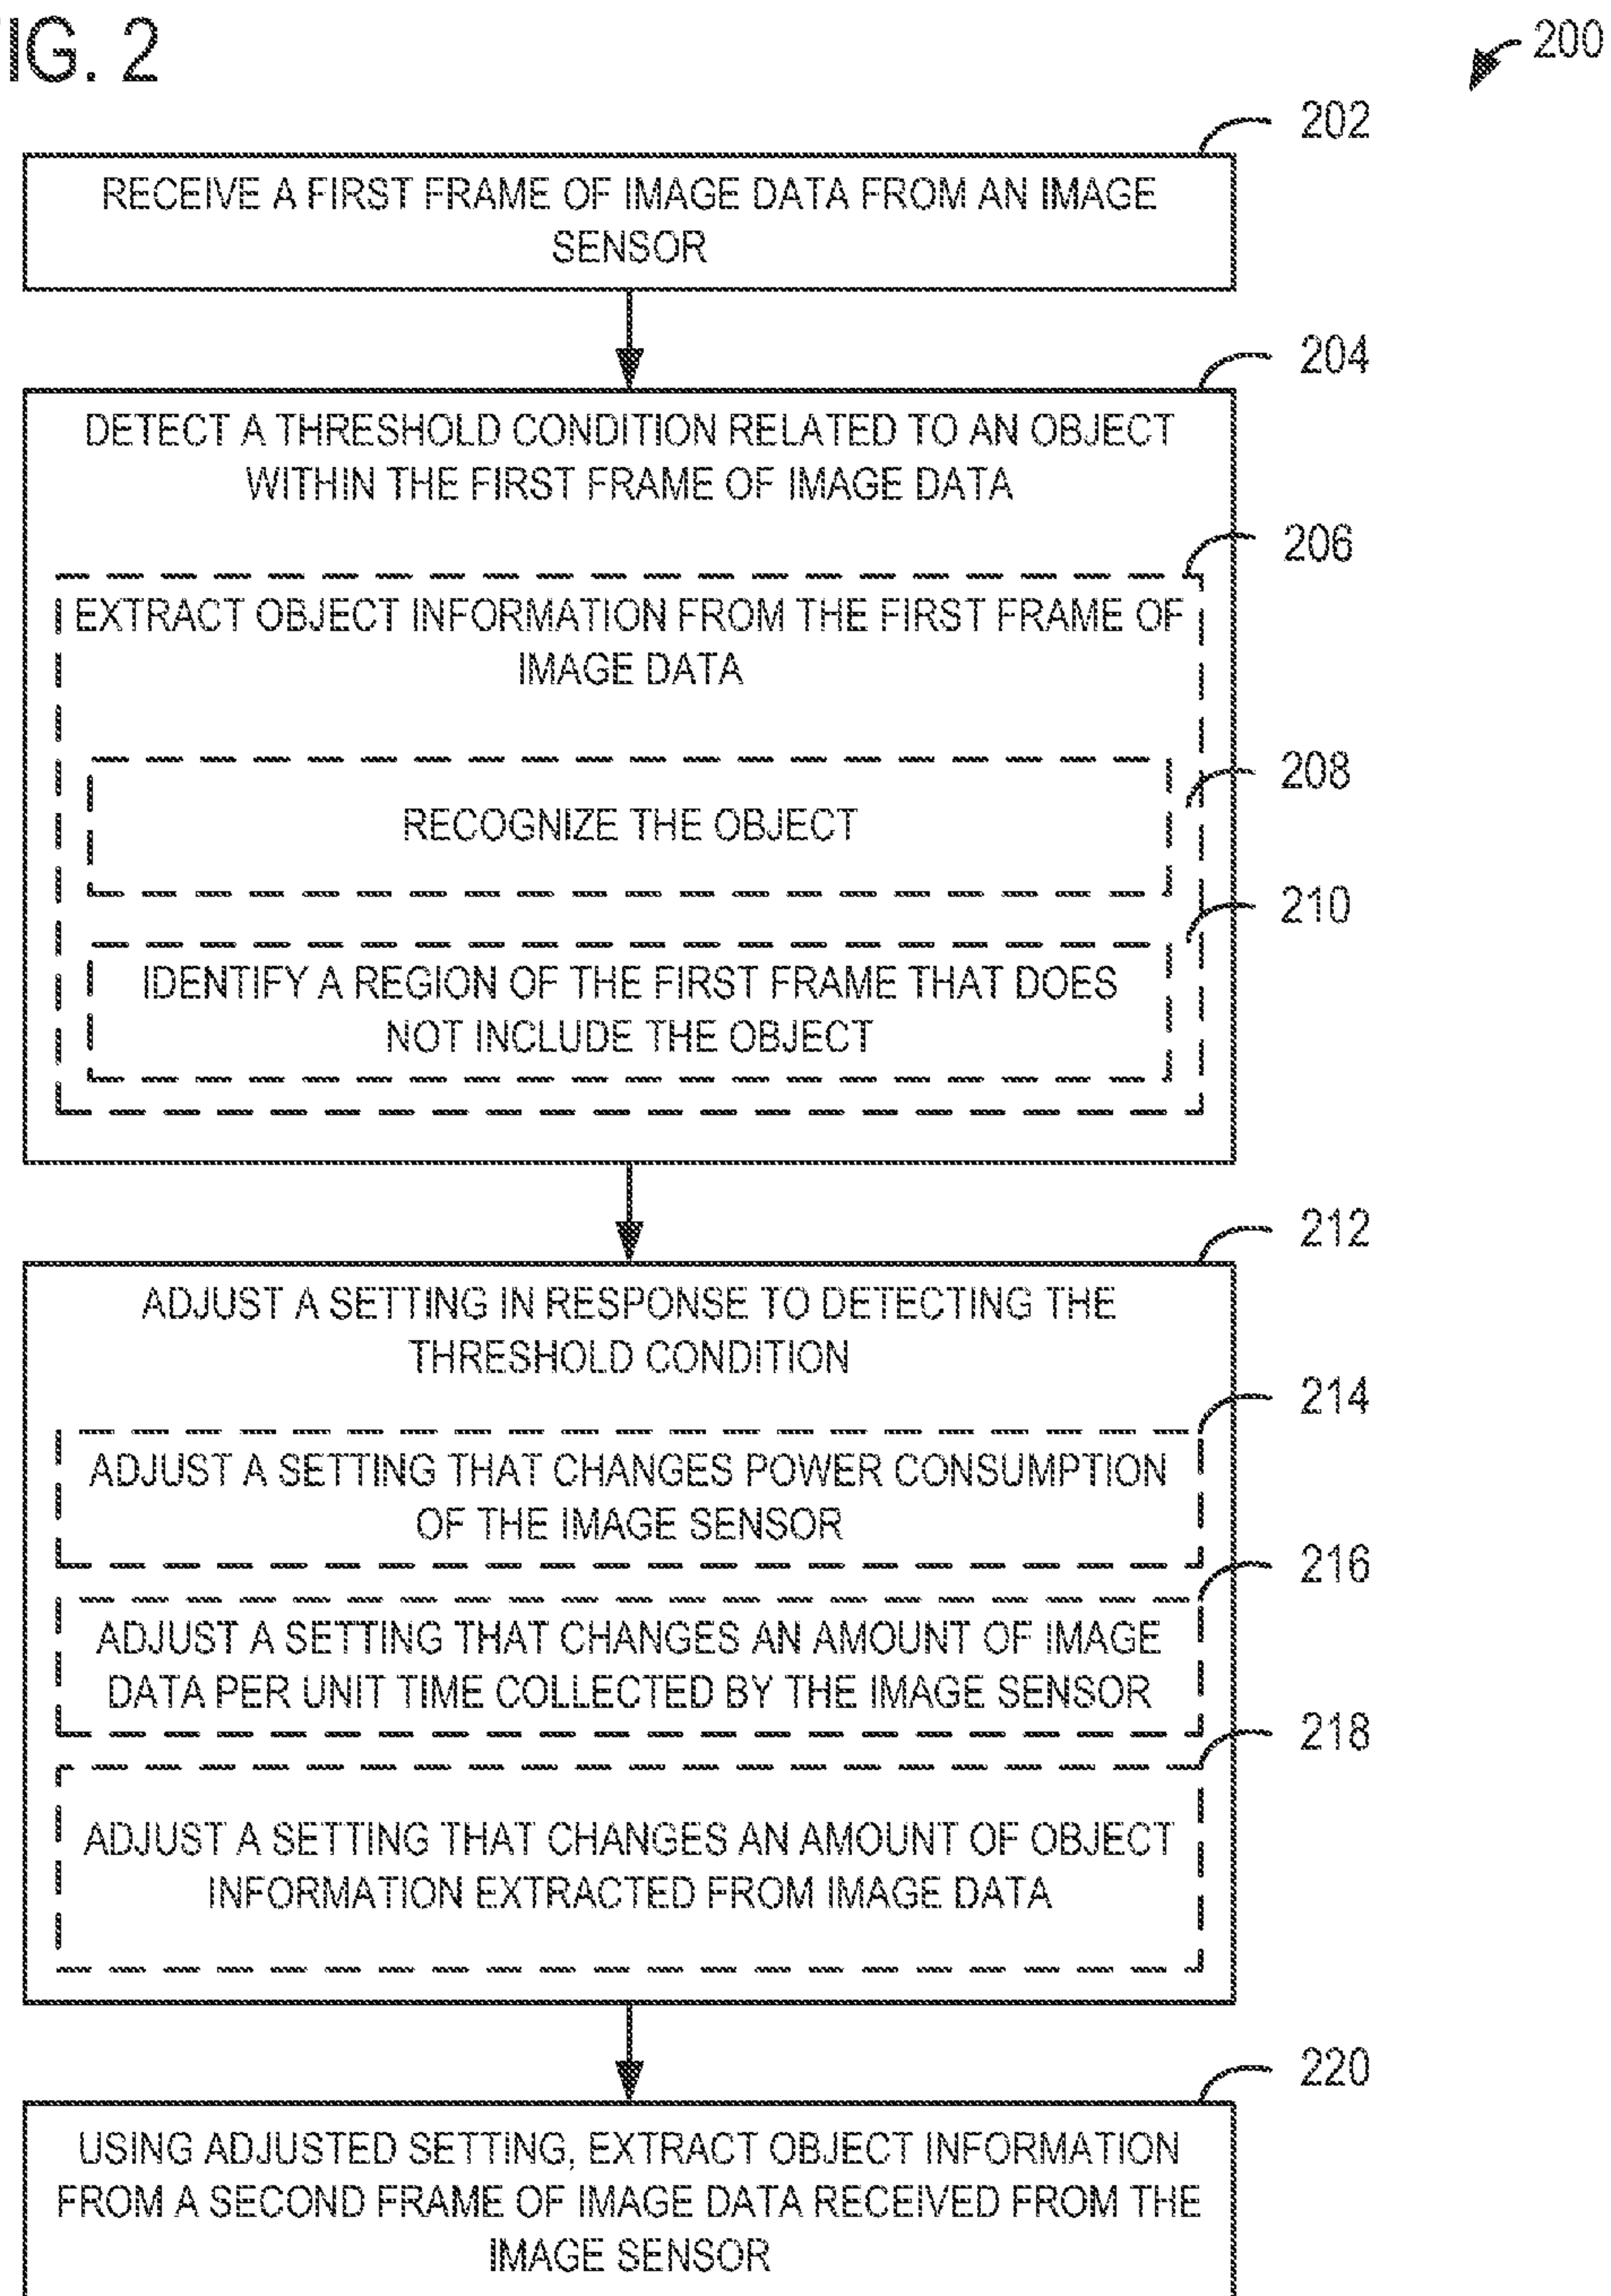 IG. 2
200
202
RECEIVE A FIRST FRAME OF IMAGE DATA FROM AN IMAGE
SENSOR
204
DETECT A THRESHOLD CONDITION RELATED TO AN OBJECT
WITHIN THE FIRST FRAME OF IMAGE DATA
206
EXTRACT OBJECT INFORMATION FROM THE FIRST FRAME OF
IMAGE DATA
208
RECOGNIZE THE OBJECT
210
IDENTIFY A REGION OF THE FIRST FRAME THAT DOES
NOT INCLUDE THE OBJECT
212
ADJUST A SETTING IN RESPONSE TO DETECTING THE
THRESHOLD CONDITION
214
ADJUST A SETTING THAT CHANGES POWER CONSUMPTION
OF THE IMAGE SENSOR
216
ADJUST A SETTING THAT CHANGES AN AMOUNT OF IMAGE
DATA PER UNIT TIME COLLECTED BY THE IMAGE SENSOR
218
ADJUST A SETTING THAT CHANGES AN AMOUNT OF OBJECT
INFORMATION EXTRACTED FROM IMAGE DATA
220
USING ADJUSTED SETTING, EXTRACT OBJECT INFORMATION
FROM A SECOND FRAME OF IMAGE DATA RECEIVED FROM THE
IMAGE SENSOR